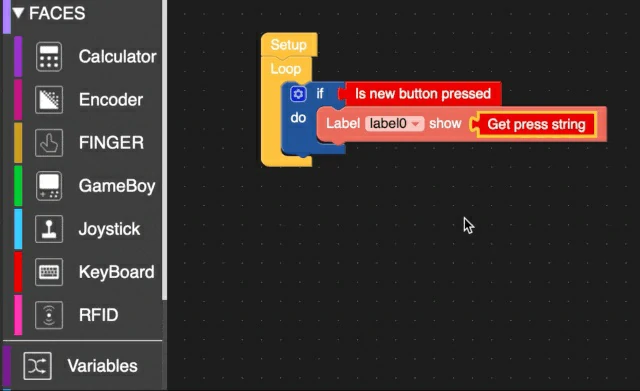 FACES
Calculator
Encoder
FINGER
GameBoy
Joystick
KeyBoard
RFID
Variables
Setup
Loop
if Is new button pressed
do Label label0 show Get press string